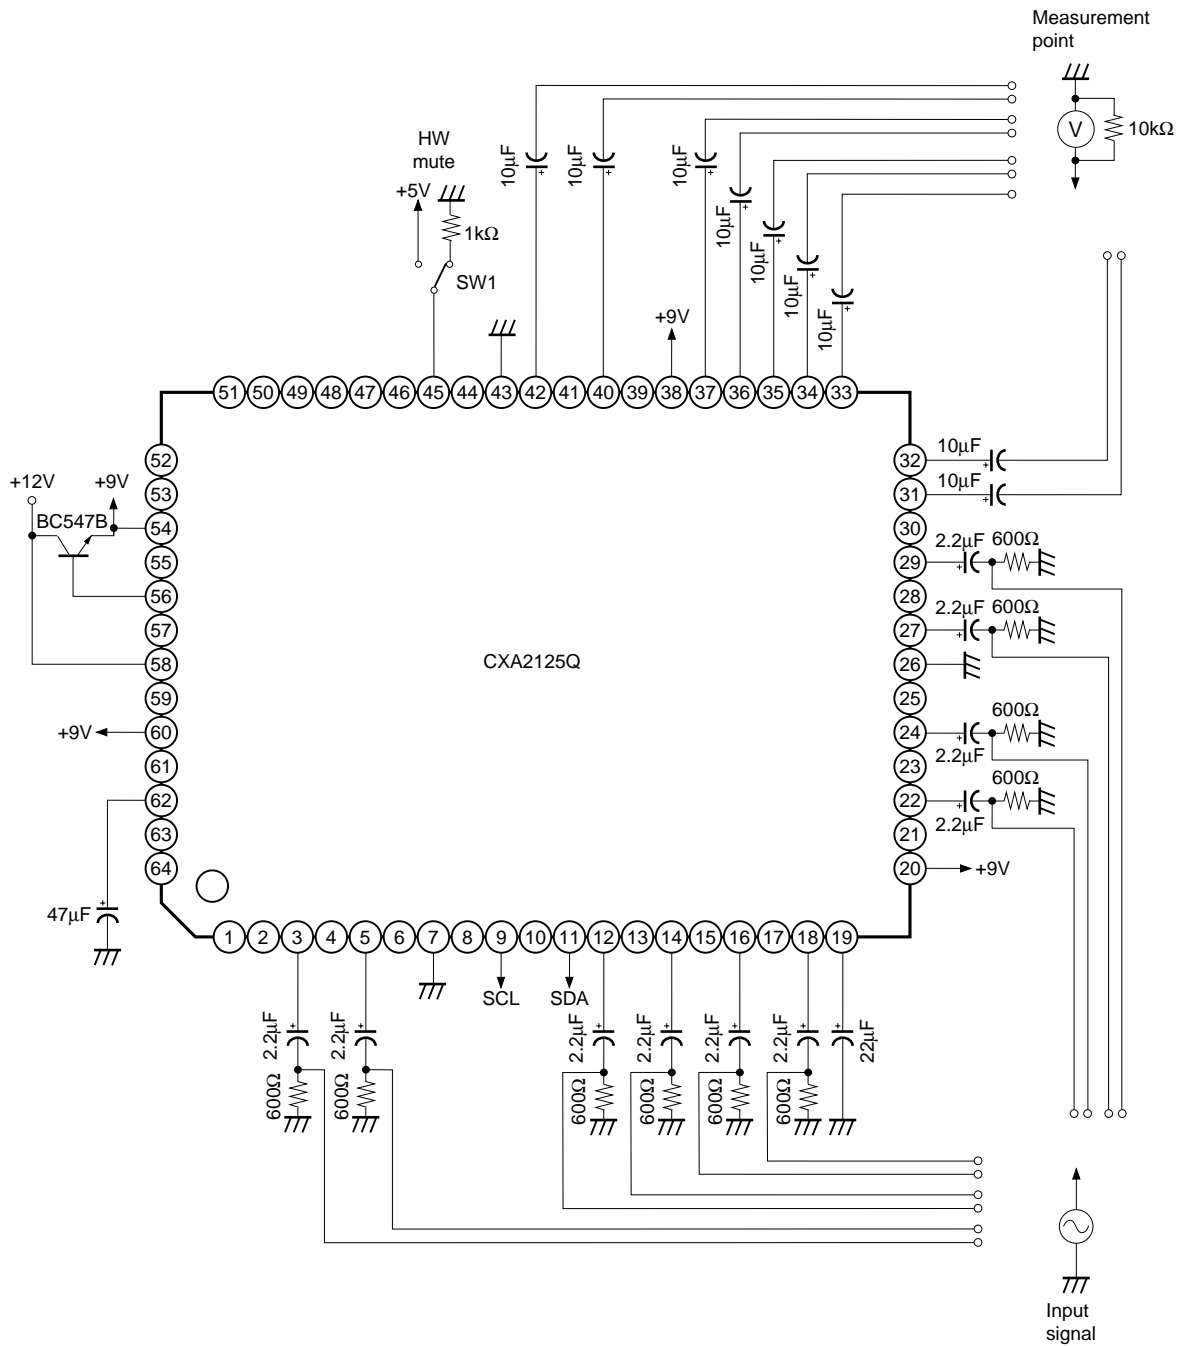 Measurement
point
V
10kΩ
HW
mute
+5V
1kΩ
SW1
10µF
10µF
10µF
10µF
10µF
10µF
10µF
+9V
51 50 49 48 47 46 45 44 43 42 41 40 39 38 37 36 35 34 33
52
53
54
55
56
57
58
59
60
61
62
63
64
+12V
+9V
BC547B
+9V
47µF
CXA2125Q
32
31
30
29
28
27
26
25
24
23
22
21
20
10µF
10µF
2.2µF 600Ω
2.2µF 600Ω
600Ω
2.2µF
600Ω
2.2µF
+9V
1 2 3 4 5 6 7 8 9 10 11 12 13 14 15 16 17 18 19
SCL
SDA
2.2µF
2.2µF
2.2µF
2.2µF
2.2µF
2.2µF
22µF
600Ω
600Ω
600Ω
600Ω
600Ω
600Ω
Input
signal